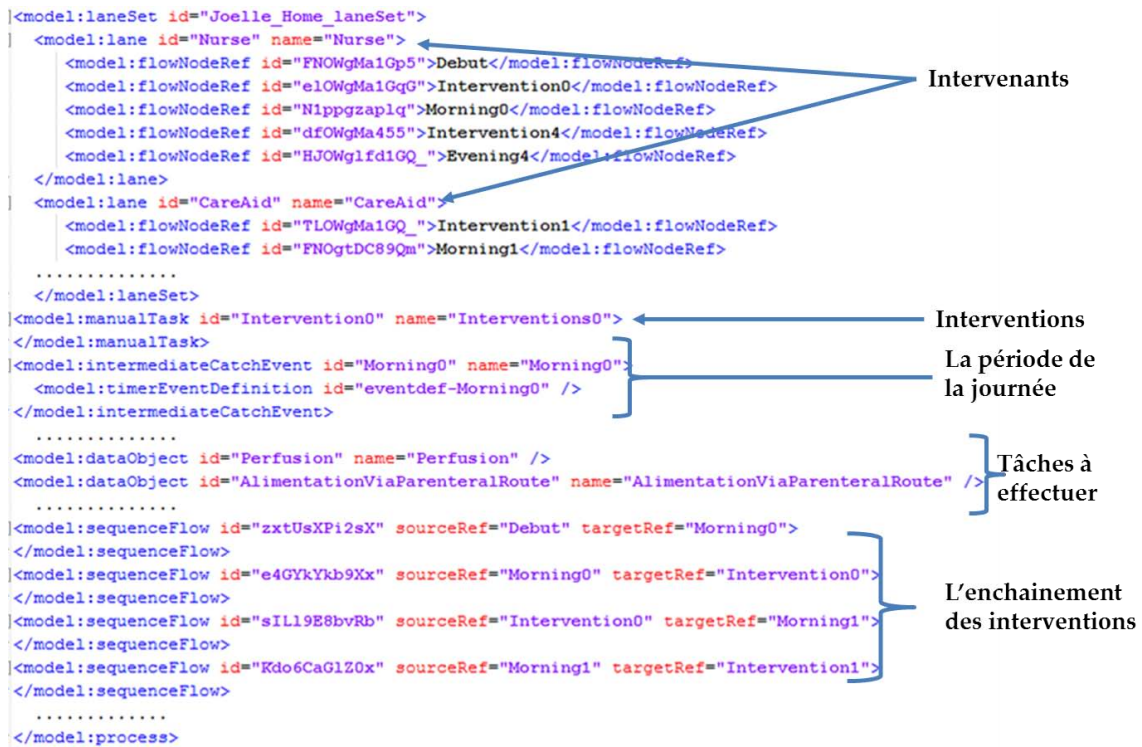 <model:laneSet id="Joelle_Home_laneSet">
<model:lane id="Nurse" name="Nurse">
<model:flowNodeRef id="FNOWgMa1Gp5">Debut</model:flowNodeRef>
<model:flowNodeRef id="elOWgMa1GqG">Intervention0</model:flowNodeRef>
<model:flowNodeRef id="N1ppgzaplq">Morning0</model:flowNodeRef>
<model:flowNodeRef id="dfOWgMa455">Intervention4</model:flowNodeRef>
<model:flowNodeRef id="HJOWglfd1GQ_">Evening4</model:flowNodeRef>
</model:lane>
<model:lane id="CareAid" name="CareAid">
<model:flowNodeRef id="TLOWgMa1GQ_">Intervention1</model:flowNodeRef>
<model:flowNodeRef id="FNOgtDC89Qm">Morning1</model:flowNodeRef>
..............
</model:laneSet>
<model:manualTask id="Intervention0" name="Interventions0">
</model:manualTask>
<model:intermediateCatchEvent id="Morning0" name="Morning0">
<model:timerEventDefinition id="eventdef-Morning0" />
</model:intermediateCatchEvent>
..............
<model:dataObject id="Perfusion" name="Perfusion" />
<model:dataObject id="AlimentationViaParenteralRoute" name="AlimentationViaParenteralRoute" />
..............
<model:sequenceFlow id="zxtUsXPi2sX" sourceRef="Debut" targetRef="Morning0">
</model:sequenceFlow>
<model:sequenceFlow id="e4GYkYkb9Xx" sourceRef="Morning0" targetRef="Intervention0">
</model:sequenceFlow>
<model:sequenceFlow id="sILl9E8bvRb" sourceRef="Intervention0" targetRef="Morning1">
</model:sequenceFlow>
<model:sequenceFlow id="Kdo6CaGlZ0x" sourceRef="Morning1" targetRef="Intervention1">
</model:sequenceFlow>
.............
</model:process>
Intervenants
Interventions
La période de
la journée
Tâches à
effectuer
L'enchainement
des interventions